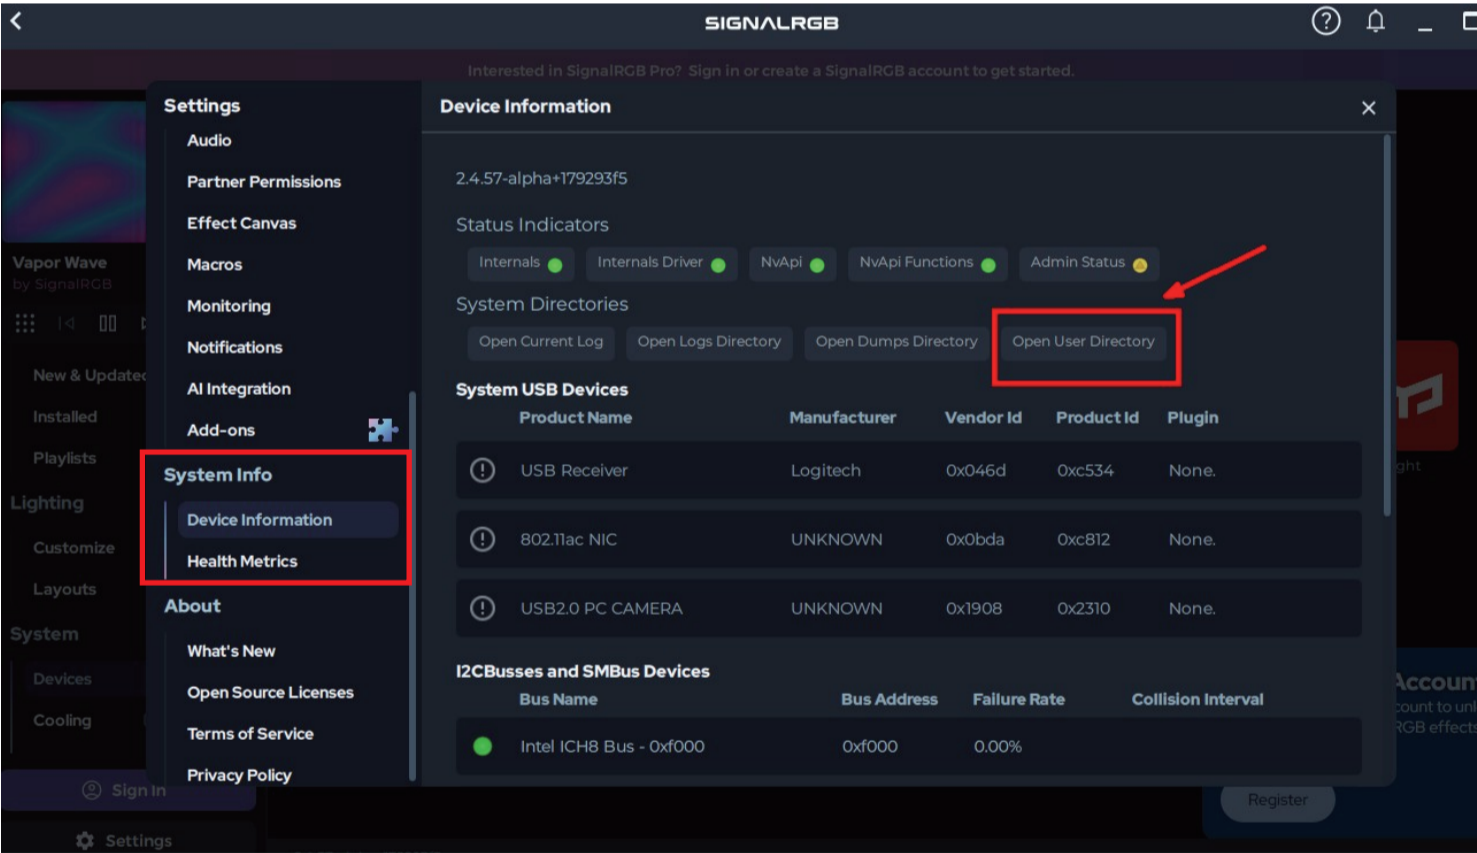 SIGNALRGB
Interested in SignalRGB Pro? Sign in or create a SignalRGB account to get started.
Vapor Wave
by SignalRGB
New & Updated
Installed
Playlists
Lighting
Customize
Layouts
System
Devices
Cooling
Sign In
Settings
Settings
Audio
Partner Permissions
Effect Canvas
Macros
Monitoring
Notifications
AI Integration
Add-ons
System Info
Device Information
Health Metrics
About
What's New
Open Source Licenses
Terms of Service
Privacy Policy
Device Information
2.4.57-alpha+179293f5
Status Indicators
Internals Internals Driver NvApi NvApi Functions Admin Status
System Directories
Open Current Log Open Logs Directory Open Dumps Directory Open User Directory
System USB Devices
Product Name Manufacturer Vendor Id Product Id Plugin
USB Receiver Logitech 0x046d 0xc534 None.
802.11ac NIC UNKNOWN 0x0bda 0xc812 None.
USB2.0 PC CAMERA UNKNOWN 0x1908 0x2310 None.
I2CBusses and SMBus Devices
Bus Name Bus Address Failure Rate Collision Interval
Intel ICH8 Bus - 0xf000 0xf000 0.00%
ght
Accoun
count to unl
RGB effects
Register